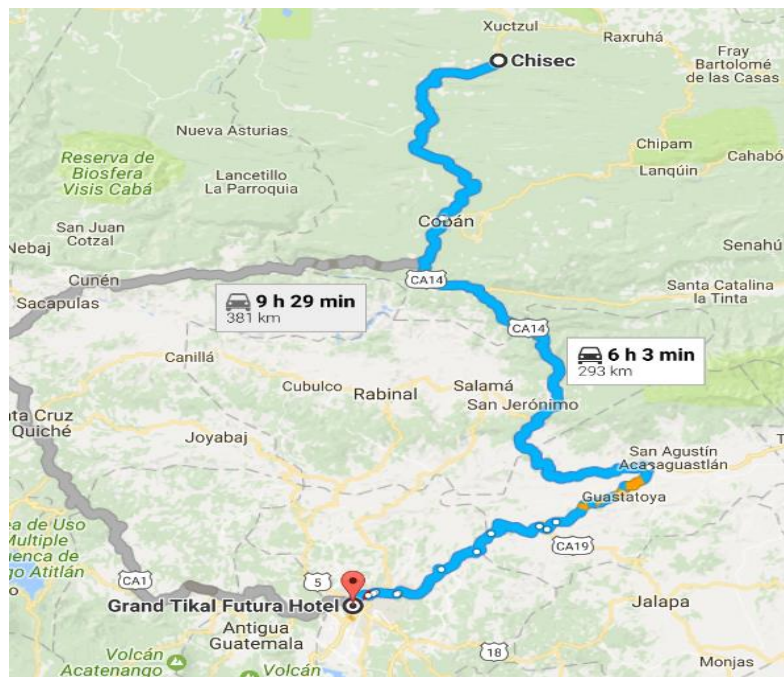 Xuctzul
Raxruhá
Chisec
Fray
Bartolomé
de las Casas
Nueva Asturias
Chipam
Cahabó
Reserva de
Biosfera
Visis Cabá
Lancetillo
La Parroquia
Lanquín
San Juan
Cotzal
Cobán
Nebaj
Senahú
Cunén
CA14
Santa Catalina
la Tinta
Sacapulas
9 h 29 min
381 km
CA14
6 h 3 min
293 km
Canillá
Cubulco
Rabinal
Salamá
San Jerónimo
nta Cruz
Quiché
Joyabaj
San Agustín
Acasaguastlán
T
Guastatoya
ea de Uso
Multiple
uenca de
go Atitlán
CA19
CA1
5
Grand Tikal Futura Hotel
Jalapa
Antigua
Guatemala
18
Monjas
Volcán
Acatenango
Volcán